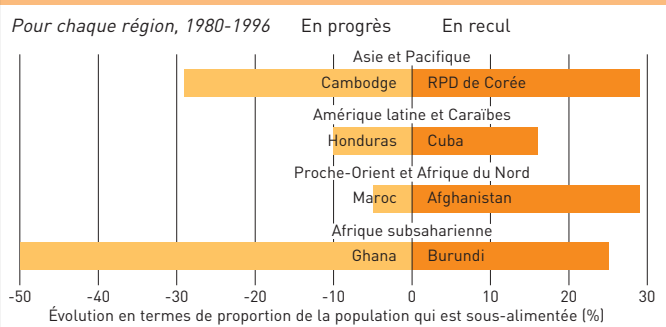 Pour chaque région, 1980-1996 En progrès En recul
Asie et Pacifique
Cambodge RPD de Corée
Amérique latine et Caraïbes
Honduras Cuba
Proche-Orient et Afrique du Nord
Maroc Afghanistan
Afrique subsaharienne
Ghana Burundi
-50 -40 -30 -20 -10 0 10 20 30
Évolution en termes de proportion de la population qui est sous-alimentée (%)